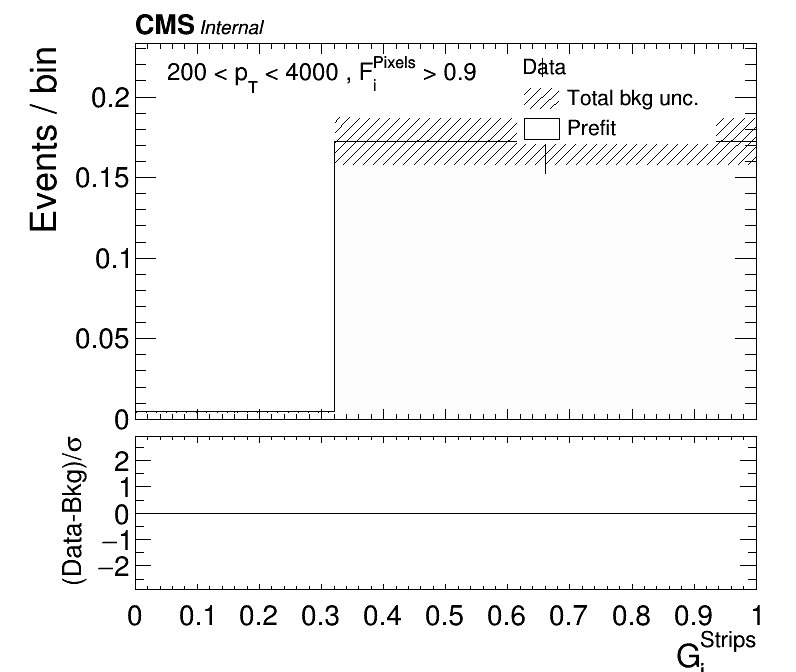 CMS Internal
200 < p_T < 4000 , F_i^Pixels > 0.9
Data
Total bkg unc.
Prefit
Events / bin
0.2
0.15
0.1
0.05
0
(Data-Bkg)/σ
2
1
0
−1
−2
0 0.1 0.2 0.3 0.4 0.5 0.6 0.7 0.8 0.9 1
G_i^Strips